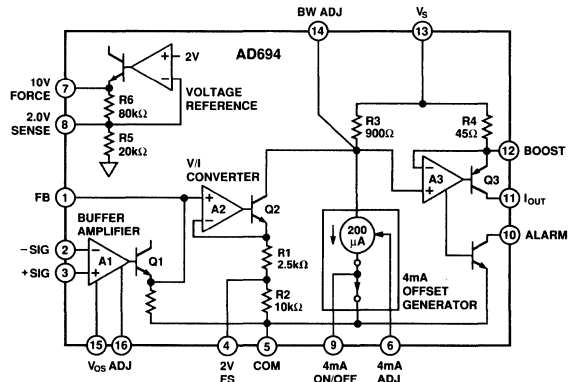 BW ADJ
14
V_S
13
AD694
2V
10V FORCE
7
R6
80kΩ
VOLTAGE
REFERENCE
2.0V SENSE
8
R5
20kΩ
R3
900Ω
R4
45Ω
12
BOOST
V/I
CONVERTER
A3
Q3
11
I_OUT
FB
1
A2
Q2
BUFFER
AMPLIFIER
200
μA
10
ALARM
–SIG
2
+SIG
3
A1
Q1
R1
2.5kΩ
R2
10kΩ
4mA
OFFSET
GENERATOR
15
16
4
5
9
6
V_OS ADJ
2V
FS
COM
4mA
ON/OFF
4mA
ADJ